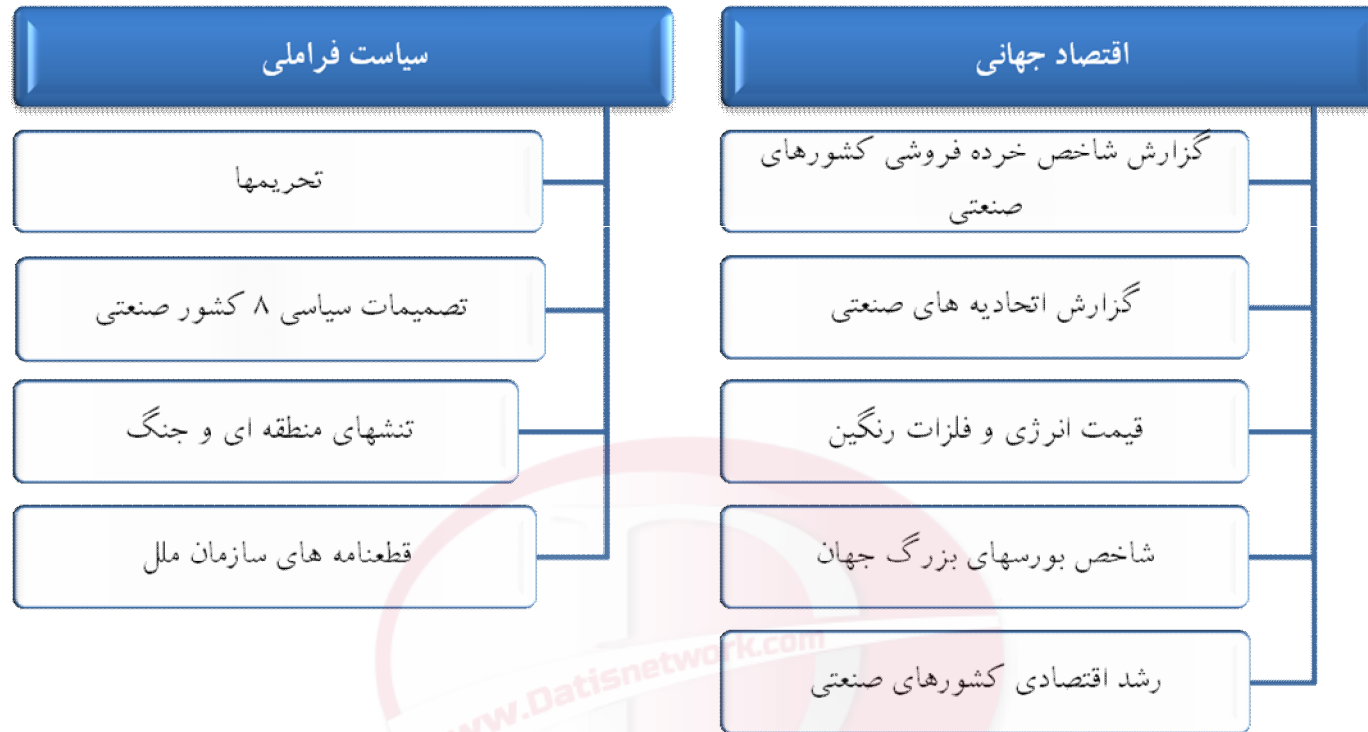 اقتصاد جهانی
گزارش شاخص خرده فروشی کشورهای
صنعتی
گزارش اتحادیه های صنعتی
قیمت انرژی و فلزات رنگین
شاخص بورسهای بزرگ جهان
رشد اقتصادی کشورهای صنعتی
سیاست فراملی
تحریمها
تصمیمات سیاسی ۸ کشور صنعتی
تنشهای منطقه ای و جنگ
قطعنامه های سازمان ملل
www.Datisnetwork.com